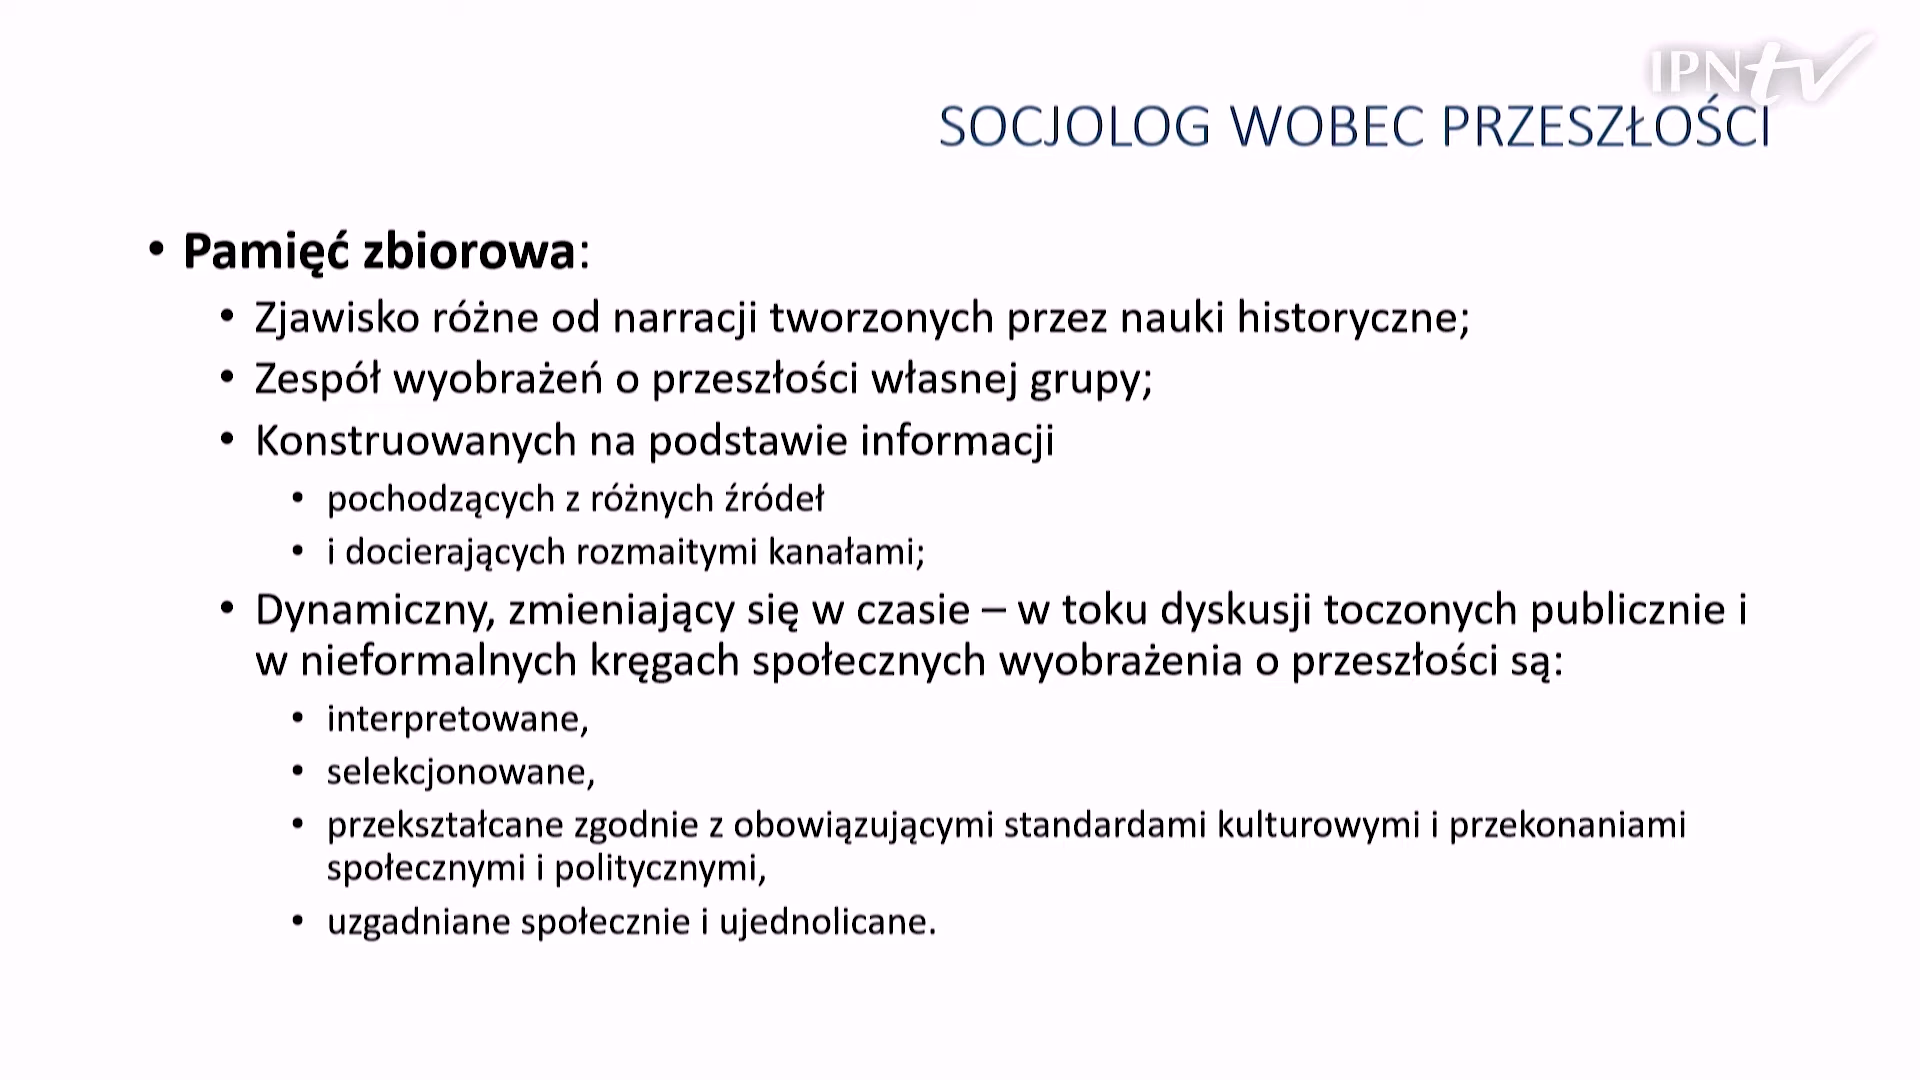 IPNtv
SOCJOLOG WOBEC PRZESZŁOŚCI
• Pamięć zbiorowa:
• Zjawisko różne od narracji tworzonych przez nauki historyczne;
• Zespół wyobrażeń o przeszłości własnej grupy;
• Konstruowanych na podstawie informacji
• pochodzących z różnych źródeł
• i docierających rozmaitymi kanałami;
• Dynamiczny, zmieniający się w czasie – w toku dyskusji toczonych publicznie i
w nieformalnych kręgach społecznych wyobrażenia o przeszłości są:
• interpretowane,
• selekcjonowane,
• przekształcane zgodnie z obowiązującymi standardami kulturowymi i przekonaniami
społecznymi i politycznymi,
• uzgadniane społecznie i ujednolicane.